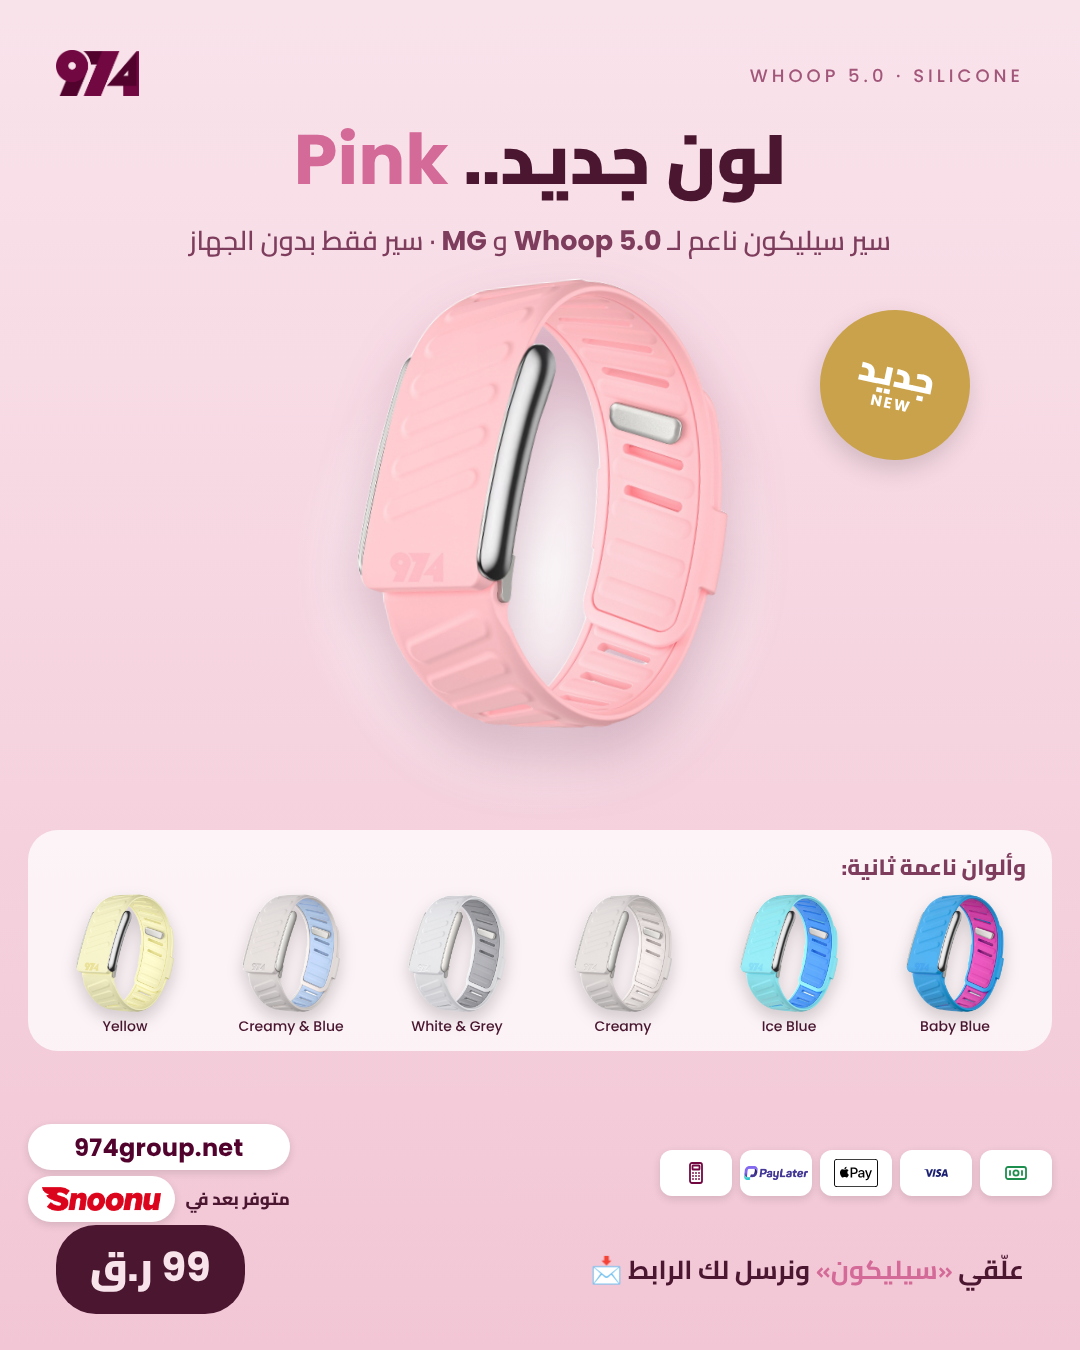 974
WHOOP 5.0 · SILICONE
لون جديد.. Pink
سير سيليكون ناعم لـ Whoop 5.0 و MG · سير فقط بدون الجهاز
جديد
NEW
974
وألوان ناعمة ثانية:
Yellow
Creamy & Blue
White & Grey
Creamy
Ice Blue
Baby Blue
974group.net
متوفر بعد في Snoonu
PayLater
Pay
VISA
99 ر.ق
علّقي «سيليكون» ونرسل لك الرابط 📩